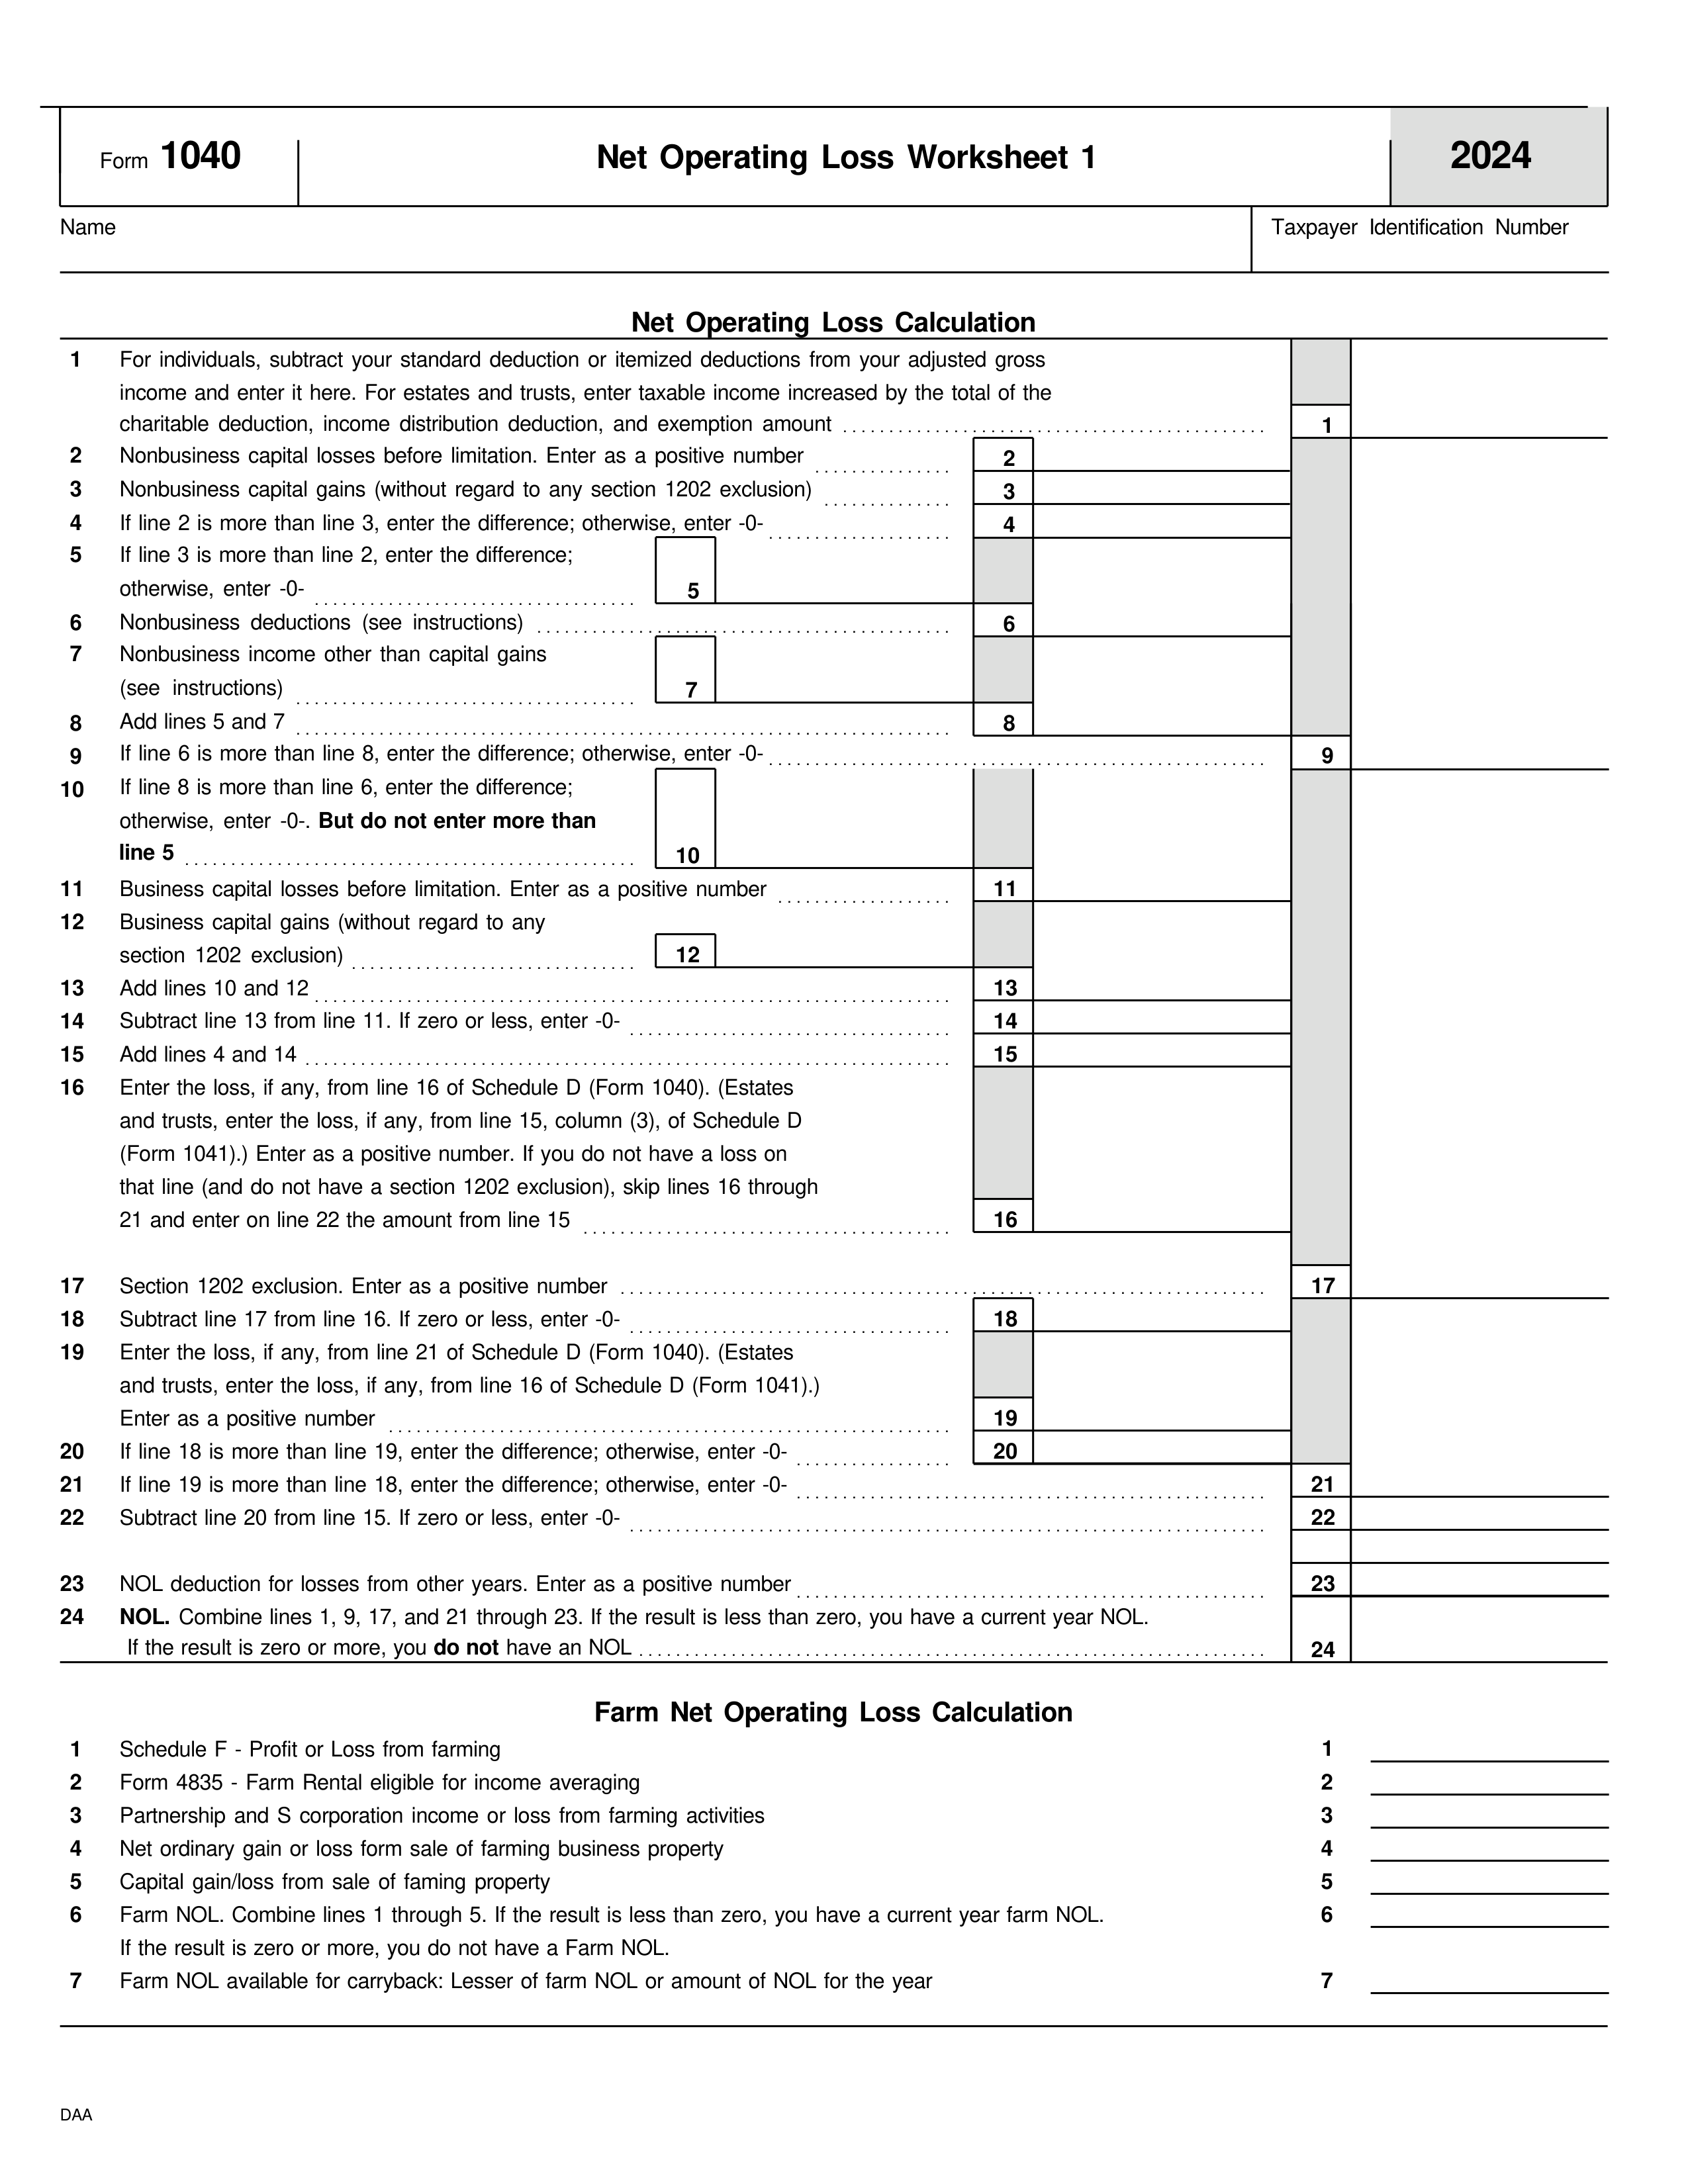 Form 1040 Net Operating Loss Worksheet 1 2024
Name Taxpayer Identification Number
Net Operating Loss Calculation
1 For individuals, subtract your standard deduction or itemized deductions from your adjusted gross
income and enter it here. For estates and trusts, enter taxable income increased by the total of the
charitable deduction, income distribution deduction, and exemption amount 1
2 Nonbusiness capital losses before limitation. Enter as a positive number 2
3 Nonbusiness capital gains (without regard to any section 1202 exclusion) 3
4 If line 2 is more than line 3, enter the difference; otherwise, enter -0- 4
5 If line 3 is more than line 2, enter the difference;
otherwise, enter -0- 5
6 Nonbusiness deductions (see instructions) 6
7 Nonbusiness income other than capital gains
(see instructions) 7
8 Add lines 5 and 7 8
9 If line 6 is more than line 8, enter the difference; otherwise, enter -0- 9
10 If line 8 is more than line 6, enter the difference;
otherwise, enter -0-. But do not enter more than
line 5 10
11 Business capital losses before limitation. Enter as a positive number 11
12 Business capital gains (without regard to any
section 1202 exclusion) 12
13 Add lines 10 and 12 13
14 Subtract line 13 from line 11. If zero or less, enter -0- 14
15 Add lines 4 and 14 15
16 Enter the loss, if any, from line 16 of Schedule D (Form 1040). (Estates
and trusts, enter the loss, if any, from line 15, column (3), of Schedule D
(Form 1041).) Enter as a positive number. If you do not have a loss on
that line (and do not have a section 1202 exclusion), skip lines 16 through
21 and enter on line 22 the amount from line 15 16
17 Section 1202 exclusion. Enter as a positive number 17
18 Subtract line 17 from line 16. If zero or less, enter -0- 18
19 Enter the loss, if any, from line 21 of Schedule D (Form 1040). (Estates
and trusts, enter the loss, if any, from line 16 of Schedule D (Form 1041).)
Enter as a positive number 19
20 If line 18 is more than line 19, enter the difference; otherwise, enter -0- 20
21 If line 19 is more than line 18, enter the difference; otherwise, enter -0- 21
22 Subtract line 20 from line 15. If zero or less, enter -0- 22
23 NOL deduction for losses from other years. Enter as a positive number 23
24 NOL. Combine lines 1, 9, 17, and 21 through 23. If the result is less than zero, you have a current year NOL.
If the result is zero or more, you do not have an NOL 24
Farm Net Operating Loss Calculation
1 Schedule F - Profit or Loss from farming 1
2 Form 4835 - Farm Rental eligible for income averaging 2
3 Partnership and S corporation income or loss from farming activities 3
4 Net ordinary gain or loss form sale of farming business property 4
5 Capital gain/loss from sale of faming property 5
6 Farm NOL. Combine lines 1 through 5. If the result is less than zero, you have a current year farm NOL. 6
If the result is zero or more, you do not have a Farm NOL.
7 Farm NOL available for carryback: Lesser of farm NOL or amount of NOL for the year 7
DAA